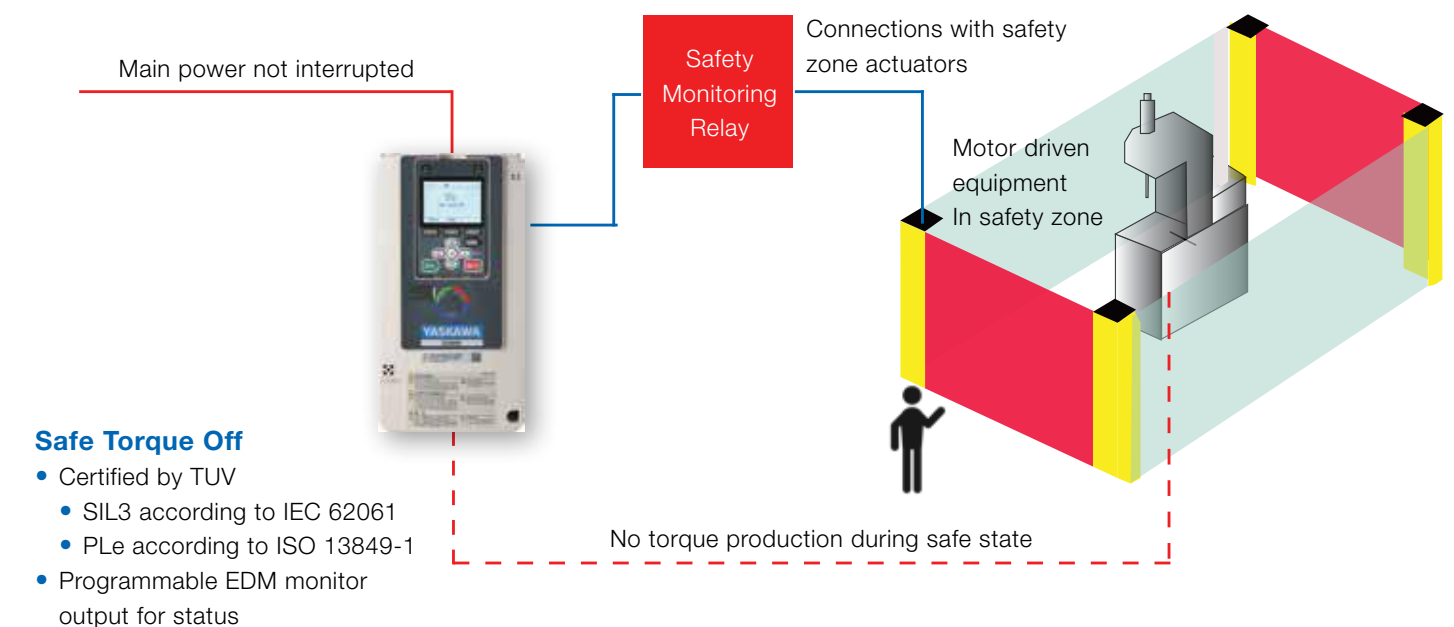 Main power not interrupted
Safety
Monitoring
Relay
Connections with safety
zone actuators
Motor driven
equipment
In safety zone
YASKAWA
Safe Torque Off
• Certified by TUV
• SIL3 according to IEC 62061
• PLe according to ISO 13849-1
• Programmable EDM monitor
output for status
No torque production during safe state